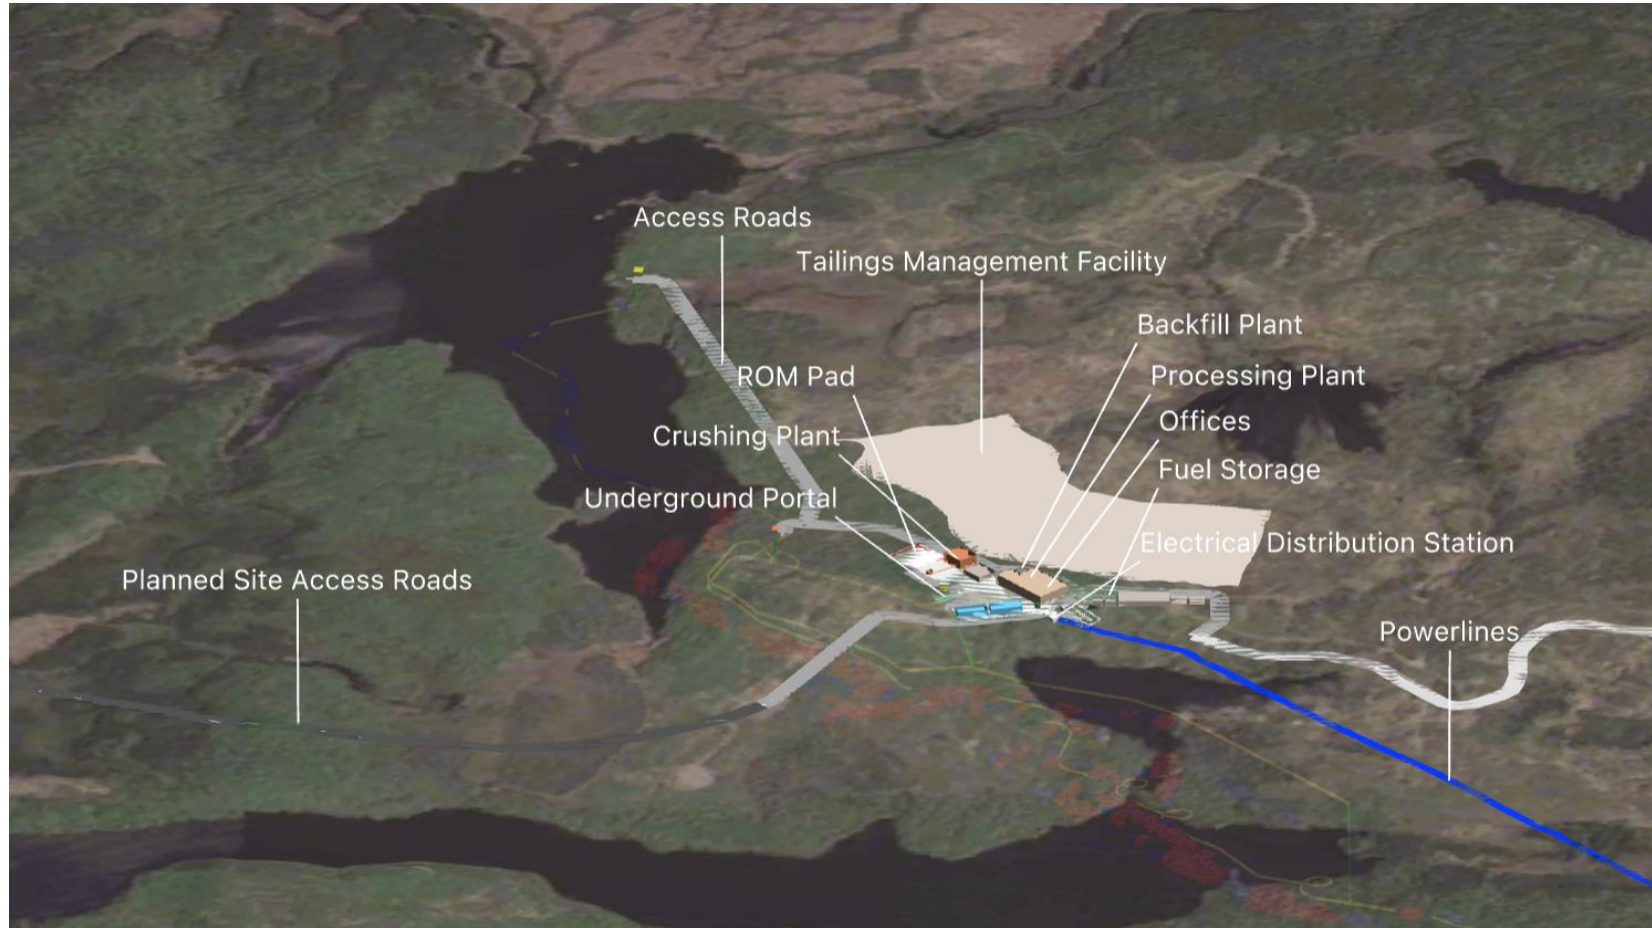 Access Roads
Tailings Management Facility
Backfill Plant
ROM Pad
Processing Plant
Offices
Crushing Plant
Fuel Storage
Underground Portal
Electrical Distribution Station
Planned Site Access Roads
Powerlines